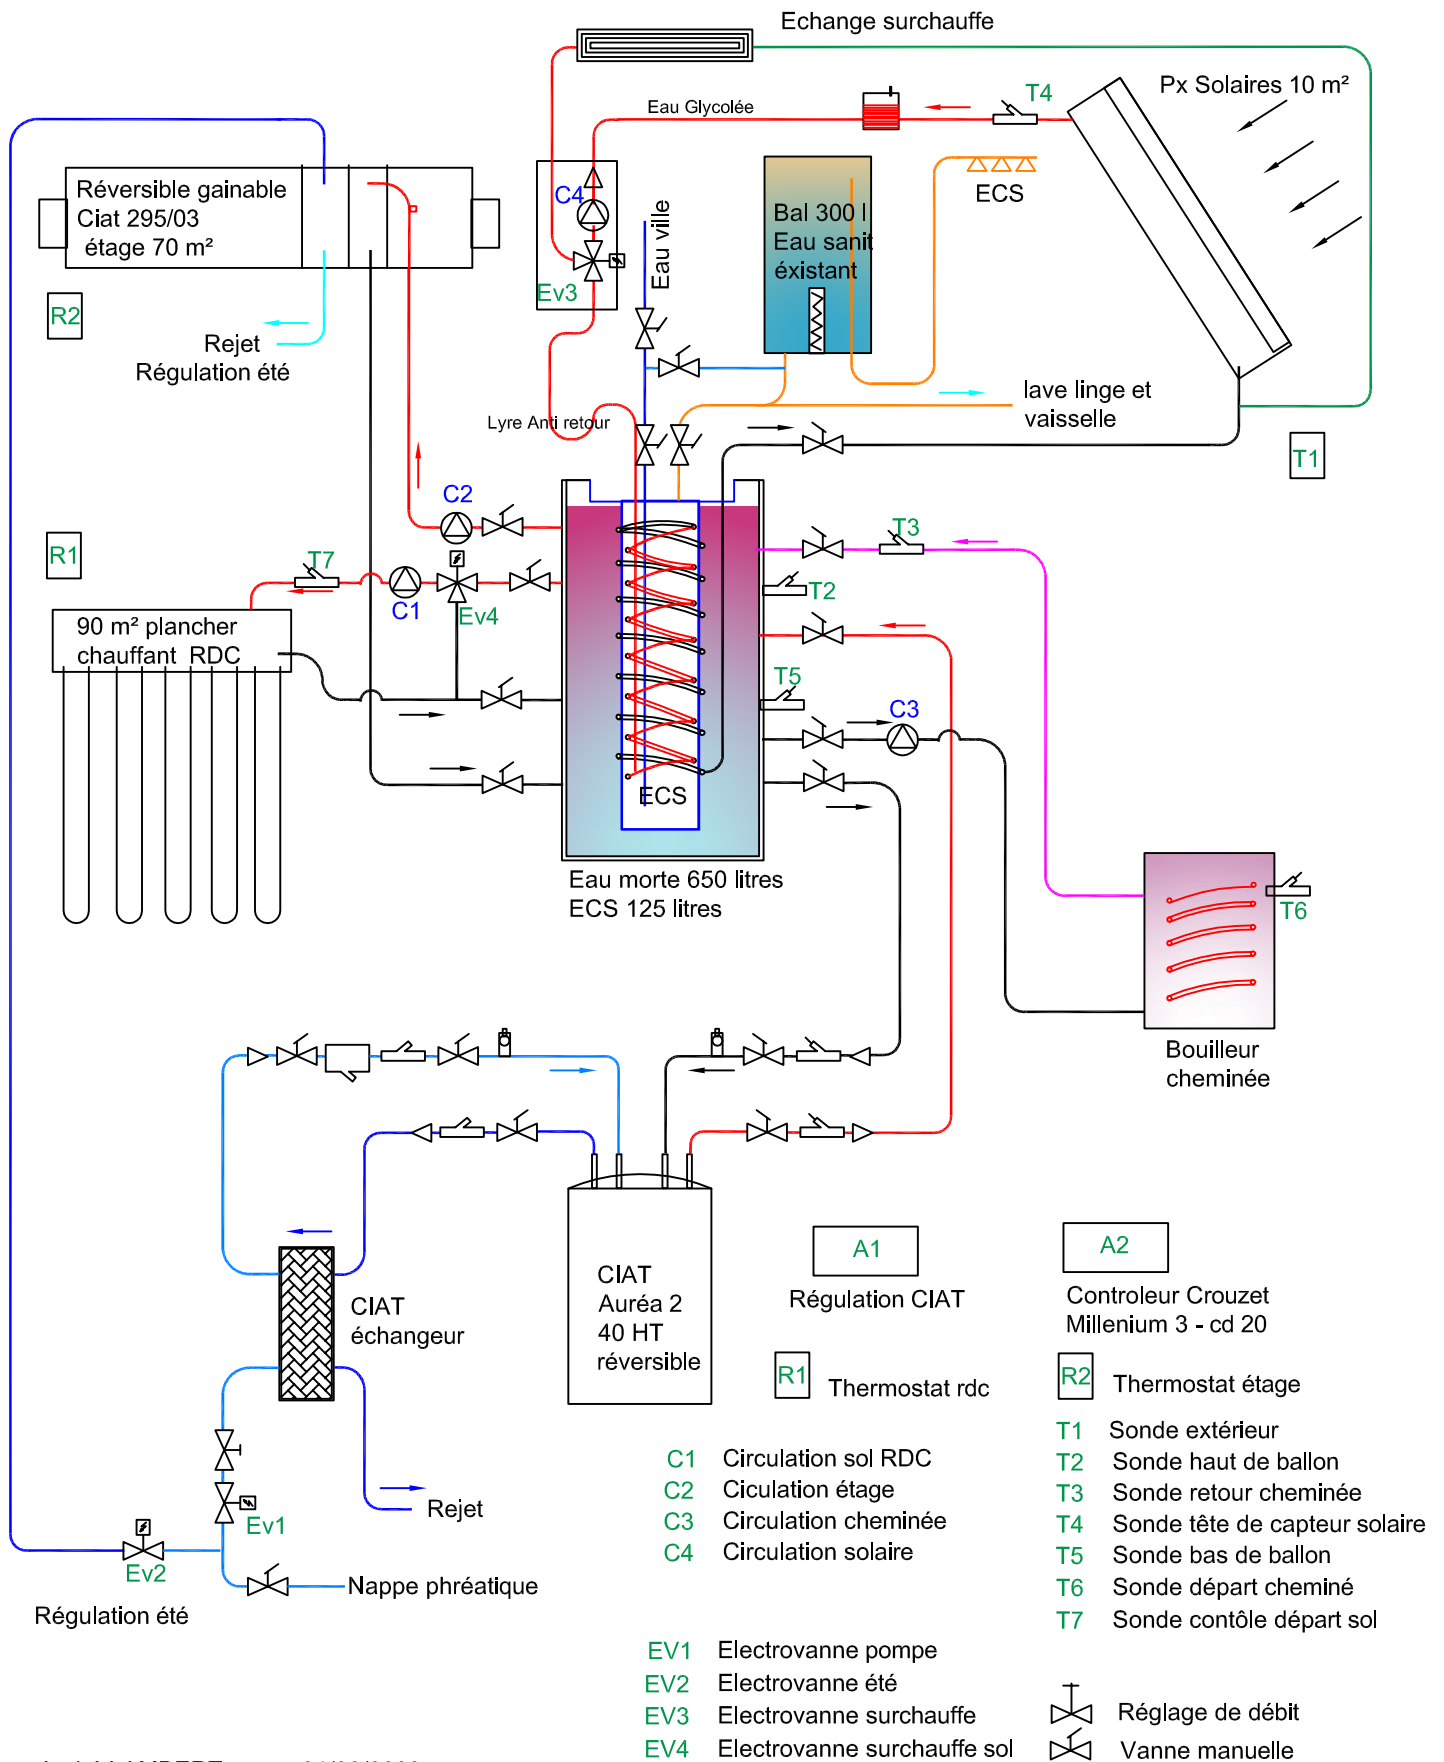 Echange surchauffe
Px Solaires 10 m²
T4
Eau Glycolée
Réversible gainable
Ciat 295/03
étage 70 m²
C4
Ev3
Eau ville
Bal 300 l
Eau sanit
éxistant
ECS
R2
Rejet
Régulation été
lave linge et
vaisselle
Lyre Anti retour
T1
C2
R1
T7
C1
Ev4
T3
T2
90 m² plancher
chauffant RDC
T5
C3
ECS
Eau morte 650 litres
ECS 125 litres
T6
Bouilleur
cheminée
CIAT
échangeur
CIAT
Auréa 2
40 HT
réversible
A1
Régulation CIAT
A2
Controleur Crouzet
Millenium 3 - cd 20
R1
Thermostat rdc
R2
Thermostat étage
Rejet
Ev1
Ev2
Nappe phréatique
Régulation été
C1 Circulation sol RDC
C2 Ciculation étage
C3 Circulation cheminée
C4 Circulation solaire
T1 Sonde extérieur
T2 Sonde haut de ballon
T3 Sonde retour cheminée
T4 Sonde tête de capteur solaire
T5 Sonde bas de ballon
T6 Sonde départ cheminé
T7 Sonde contôle départ sol
EV1 Electrovanne pompe
EV2 Electrovanne été
EV3 Electrovanne surchauffe
EV4 Electrovanne surchauffe sol
Réglage de débit
Vanne manuelle